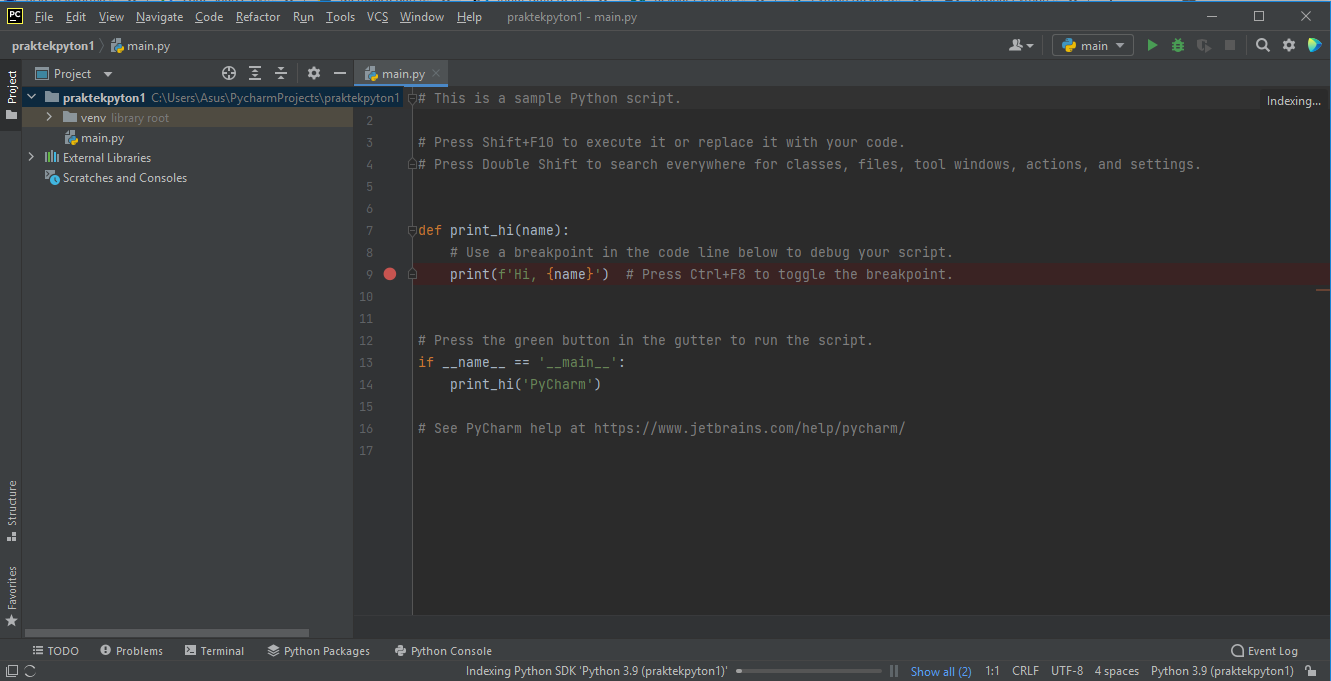 PC File Edit View Navigate Code Refactor Run Tools VCS Window Help praktekpyton1 - main.py
praktekpyton1 main.py main
Project main.py
Project
praktekpyton1 C:\Users\Asus\PycharmProjects\praktekpyton1
venv library root
main.py
External Libraries
Scratches and Consoles
Structure
Favorites
# This is a sample Python script.
Indexing...
2
3 # Press Shift+F10 to execute it or replace it with your code.
4 # Press Double Shift to search everywhere for classes, files, tool windows, actions, and settings.
5
6
7 def print_hi(name):
8 # Use a breakpoint in the code line below to debug your script.
9 print(f'Hi, {name}') # Press Ctrl+F8 to toggle the breakpoint.
10
11
12 # Press the green button in the gutter to run the script.
13 if __name__ == '__main__':
14 print_hi('PyCharm')
15
16 # See PyCharm help at https://www.jetbrains.com/help/pycharm/
17
TODO Problems Terminal Python Packages Python Console Event Log
Indexing Python SDK 'Python 3.9 (praktekpyton1)' Show all (2) 1:1 CRLF UTF-8 4 spaces Python 3.9 (praktekpyton1)